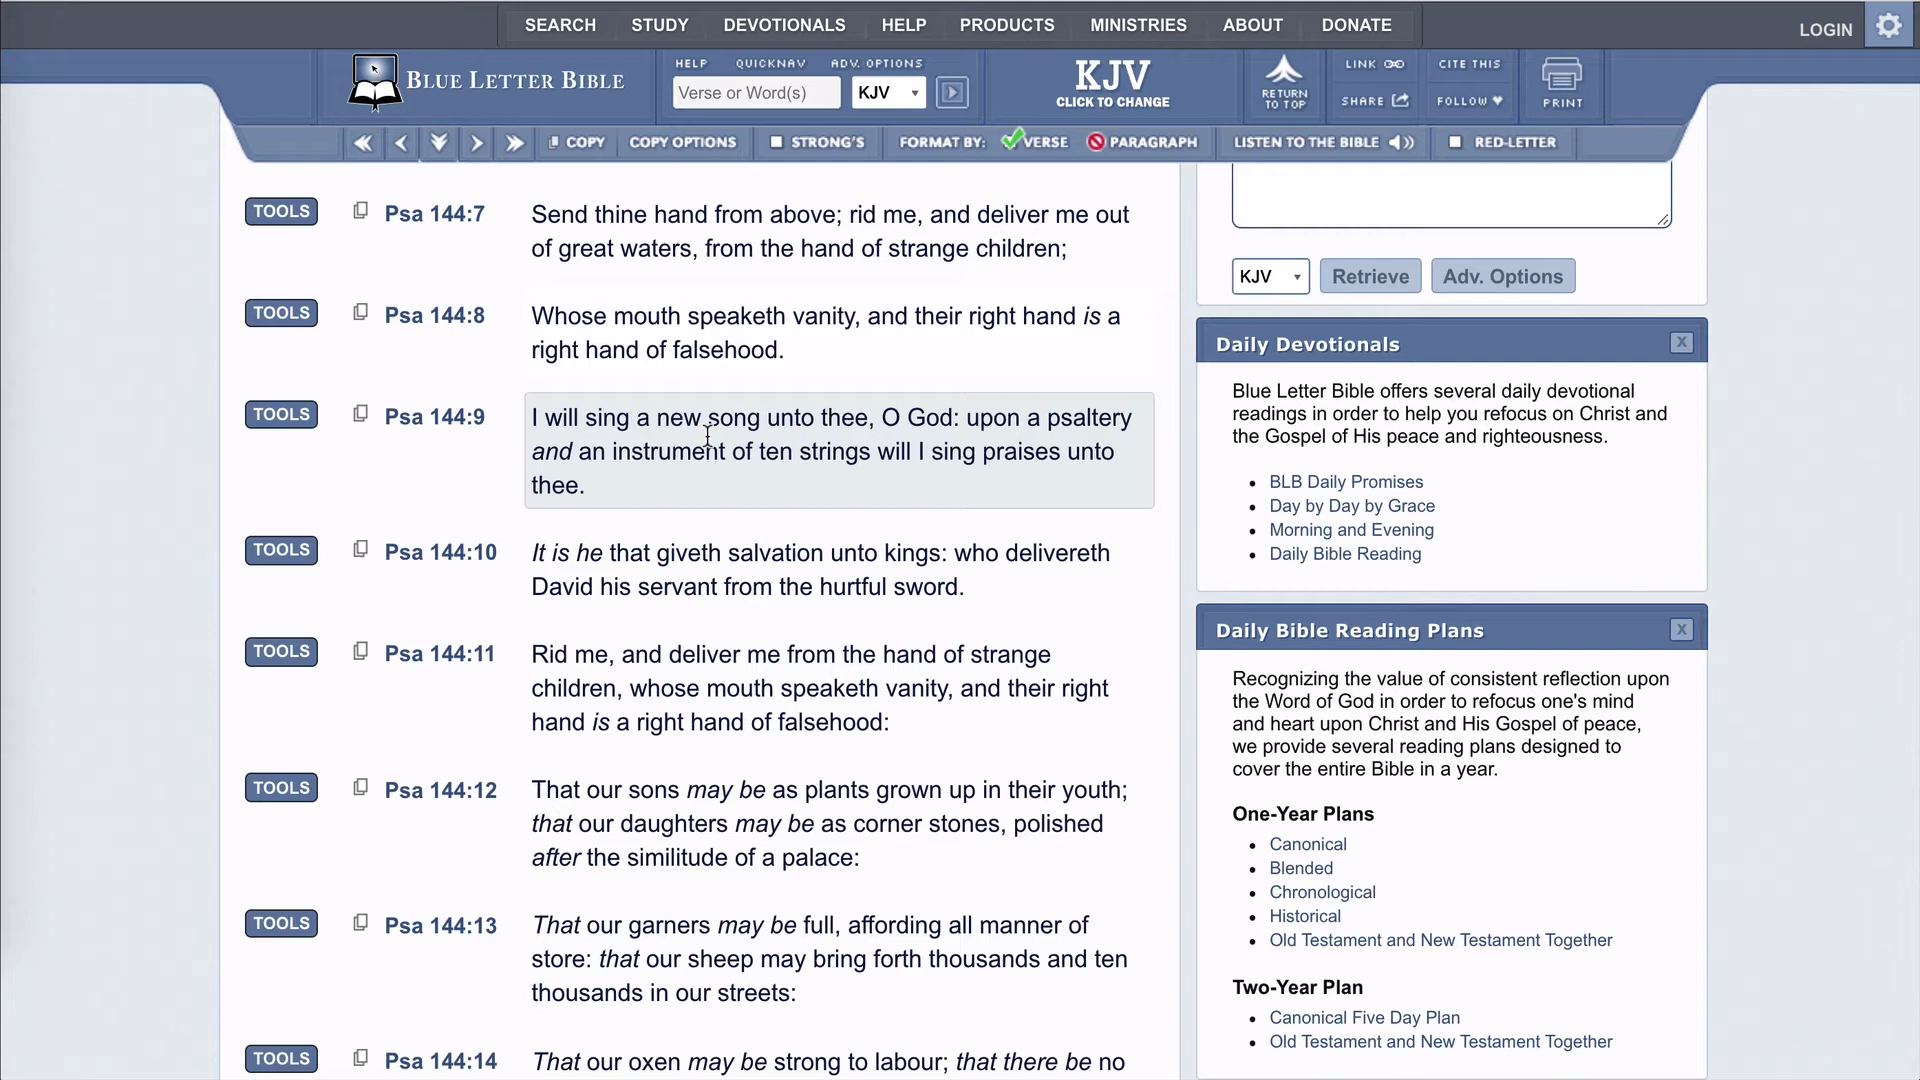 SEARCH STUDY DEVOTIONALS HELP PRODUCTS MINISTRIES ABOUT DONATE
LOGIN
BLUE LETTER BIBLE
HELP QUICKNAV ADV. OPTIONS
Verse or Word(s) KJV
KJV
CLICK TO CHANGE
RETURN
TO TOP
LINK
SHARE
CITE THIS
FOLLOW
PRINT
COPY COPY OPTIONS STRONG'S FORMAT BY: VERSE PARAGRAPH LISTEN TO THE BIBLE RED-LETTER
TOOLS Psa 144:7 Send thine hand from above; rid me, and deliver me out
of great waters, from the hand of strange children;
TOOLS Psa 144:8 Whose mouth speaketh vanity, and their right hand is a
right hand of falsehood.
TOOLS Psa 144:9 I will sing a new song unto thee, O God: upon a psaltery
and an instrument of ten strings will I sing praises unto
thee.
TOOLS Psa 144:10 It is he that giveth salvation unto kings: who delivereth
David his servant from the hurtful sword.
TOOLS Psa 144:11 Rid me, and deliver me from the hand of strange
children, whose mouth speaketh vanity, and their right
hand is a right hand of falsehood:
TOOLS Psa 144:12 That our sons may be as plants grown up in their youth;
that our daughters may be as corner stones, polished
after the similitude of a palace:
TOOLS Psa 144:13 That our garners may be full, affording all manner of
store: that our sheep may bring forth thousands and ten
thousands in our streets:
TOOLS Psa 144:14 That our oxen may be strong to labour; that there be no
KJV Retrieve Adv. Options
Daily Devotionals X
Blue Letter Bible offers several daily devotional
readings in order to help you refocus on Christ and
the Gospel of His peace and righteousness.
BLB Daily Promises
Day by Day by Grace
Morning and Evening
Daily Bible Reading
Daily Bible Reading Plans X
Recognizing the value of consistent reflection upon
the Word of God in order to refocus one's mind
and heart upon Christ and His Gospel of peace,
we provide several reading plans designed to
cover the entire Bible in a year.
One-Year Plans
Canonical
Blended
Chronological
Historical
Old Testament and New Testament Together
Two-Year Plan
Canonical Five Day Plan
Old Testament and New Testament Together